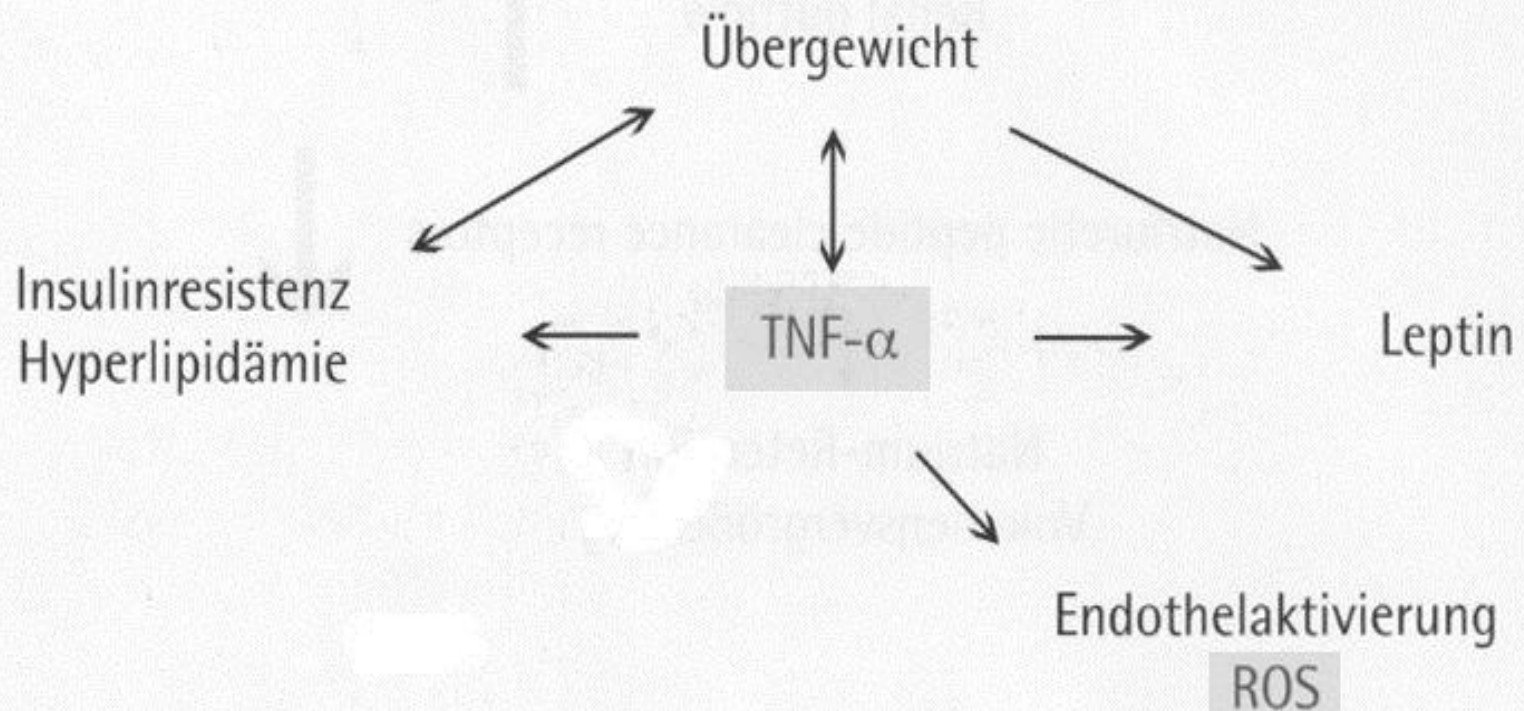 Übergewicht
Insulinresistenz
Hyperlipidämie
TNF-α
Leptin
Endothelaktivierung
ROS